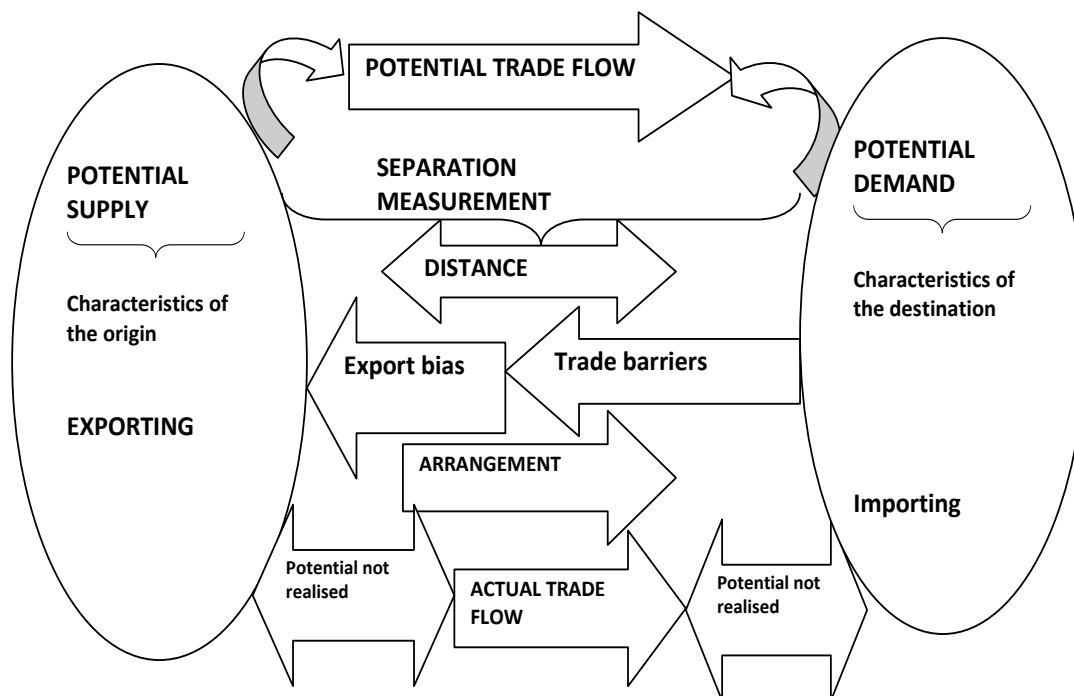 POTENTIAL TRADE FLOW
POTENTIAL
SUPPLY
SEPARATION
MEASUREMENT
POTENTIAL
DEMAND
DISTANCE
Characteristics of
the origin
Characteristics of
the destination
Export bias
Trade barriers
EXPORTING
ARRANGEMENT
Importing
Potential not
realised
ACTUAL TRADE
FLOW
Potential not
realised